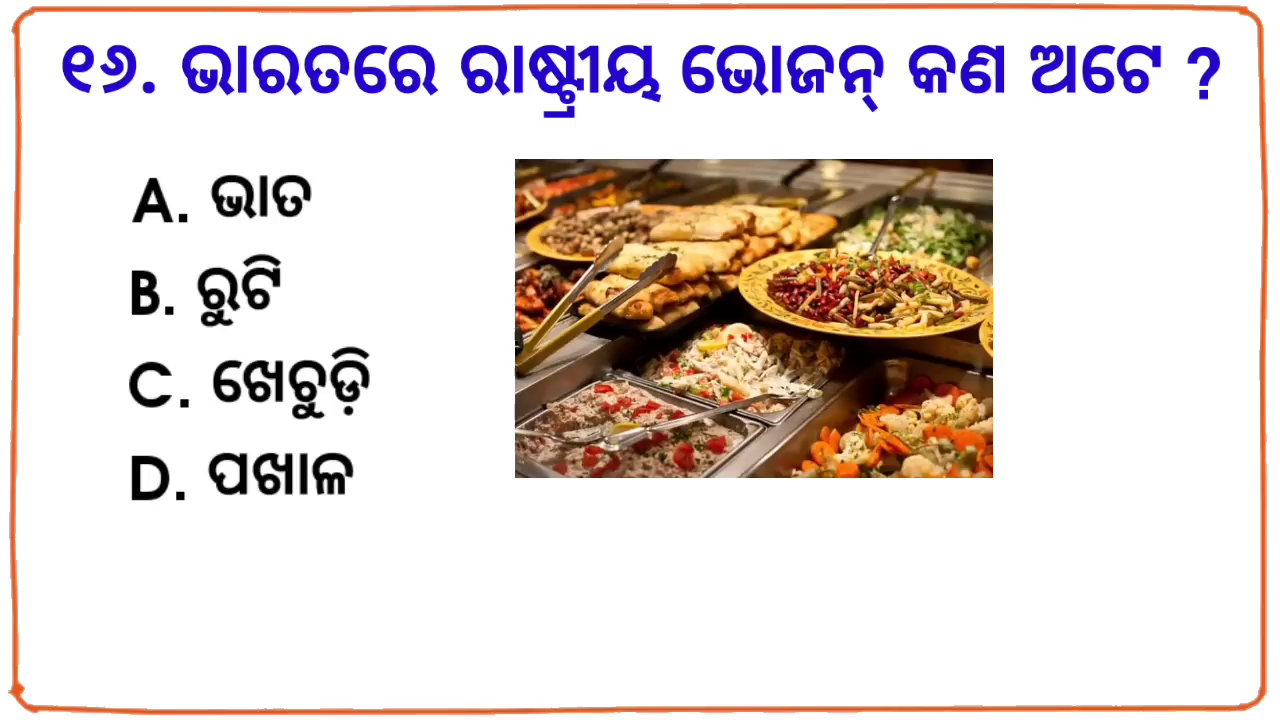 ୧୬. ଭାରତରେ ରାଷ୍ଟ୍ରୀୟ ଭୋଜନ୍ କଣ ଅଟେ ?
A. ଭାତ
B. ରୁଟି
C. ଖେଚୁଡ଼ି
D. ପଖାଳ